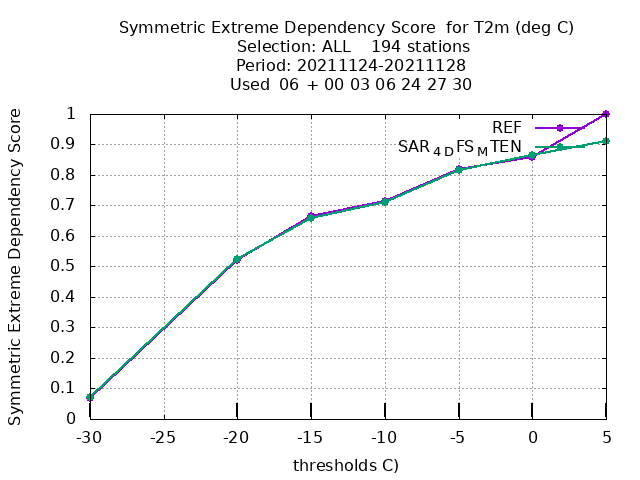 Symmetric Extreme Dependency Score for T2m (deg C)
Selection: ALL 194 stations
Period: 20211124-20211128
Used 06 + 00 03 06 24 27 30
Symmetric Extreme Dependency Score
1
0.9
0.8
0.7
0.6
0.5
0.4
0.3
0.2
0.1
0
REF
SAR4DFSMTEN
-30 -25 -20 -15 -10 -5 0 5
thresholds C)